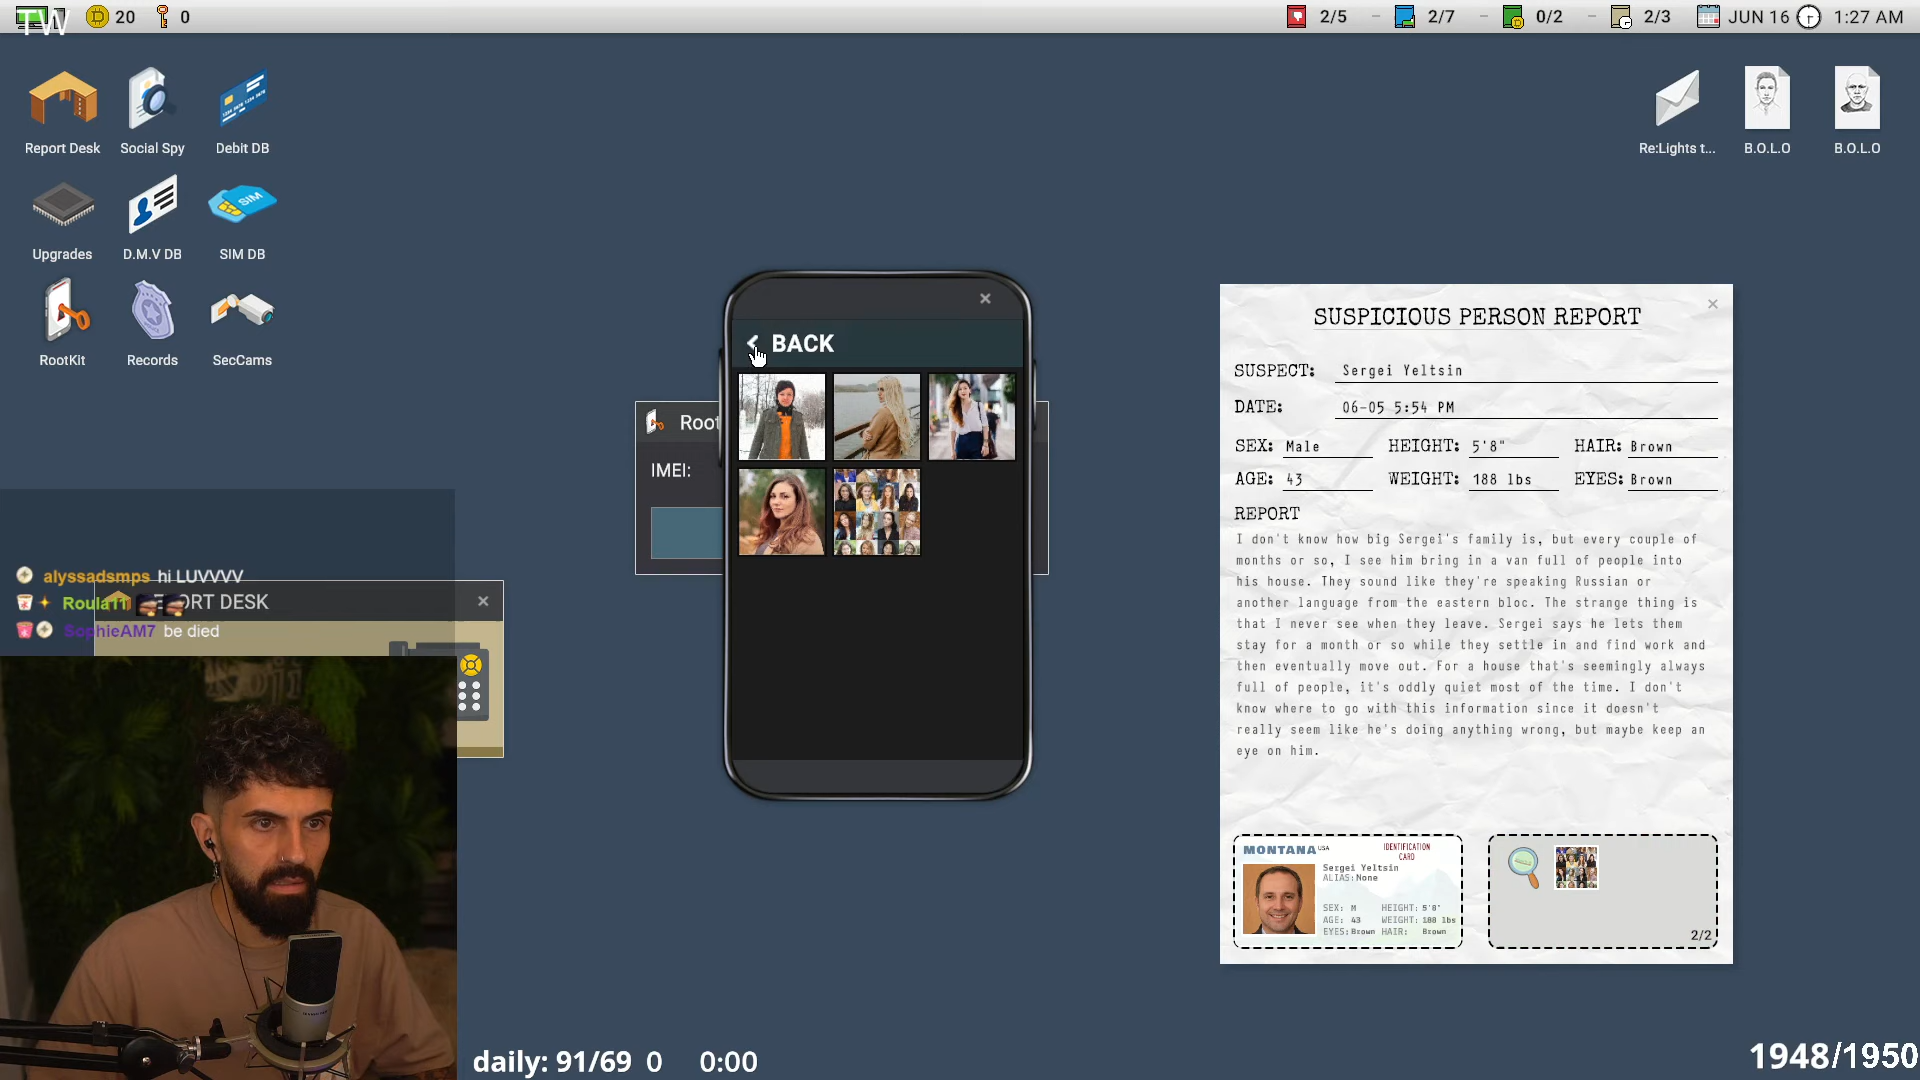 TW
20
0
2/5
2/7
0/2
2/3
JUN 16
1:27 AM
Report Desk
Social Spy
Debit DB
Upgrades
D.M.V DB
SIM DB
SIM
RootKit
Records
SecCams
Re:Lights t...
B.O.L.O
B.O.L.O
BACK
Root
IMEI:
alyssadsmps hi LUVVVV
Roula11
ORT DESK
SophieAM7 be died
SUSPICIOUS PERSON REPORT
SUSPECT: Sergei Yeltsin
DATE: 06-05 5:54 PM
SEX: Male HEIGHT: 5'8" HAIR: Brown
AGE: 43 WEIGHT: 188 lbs EYES: Brown
REPORT
I don't know how big Sergei's family is, but every couple of
months or so, I see him bring in a van full of people into
his house. They sound like they're speaking Russian or
another language from the eastern bloc. The strange thing is
that I never see when they leave. Sergei says he lets them
stay for a month or so while they settle in and find work and
then eventually move out. For a house that's seemingly always
full of people, it's oddly quiet most of the time. I don't
know where to go with this information since it doesn't
really seem like he's doing anything wrong, but maybe keep an
eye on him.
MONTANA USA IDENTIFICATION
CARD
Sergei Yeltsin
ALIAS: None
SEX: M HEIGHT: 5'8"
AGE: 43 WEIGHT: 188 lbs
EYES: Brown HAIR: Brown
2/2
daily: 91/69 0 0:00
1948/1950